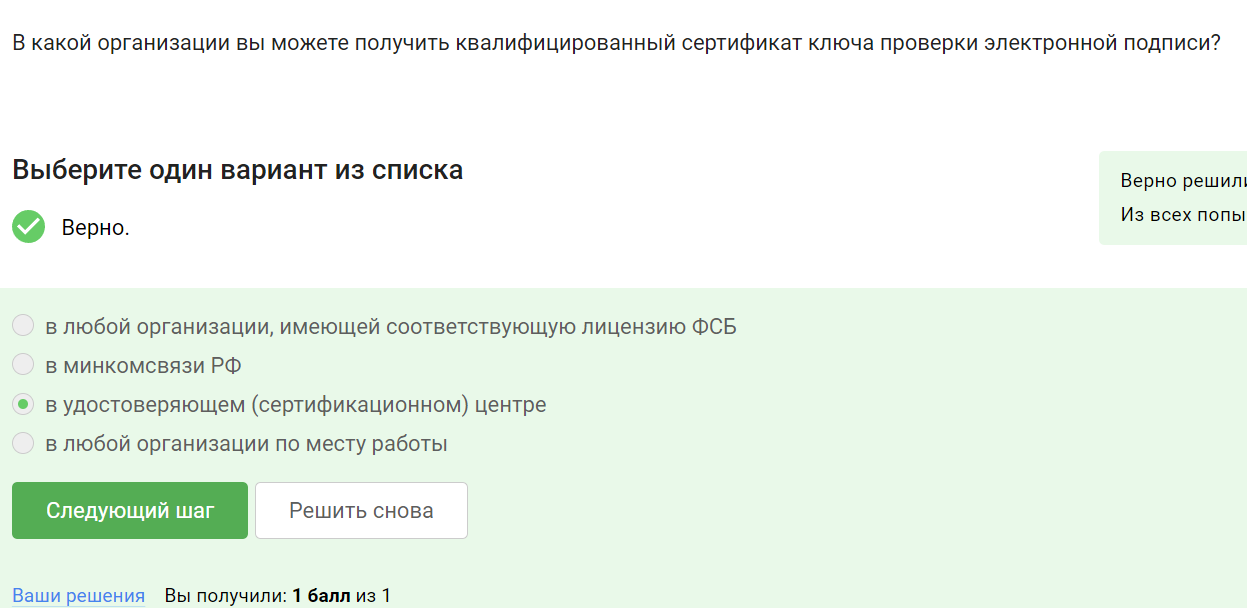 В какой организации вы можете получить квалифицированный сертификат ключа проверки электронной подписи?
Выберите один вариант из списка
Верно.
Верно решили
Из всех попы
в любой организации, имеющей соответствующую лицензию ФСБ
в минкомсвязи РФ
в удостоверяющем (сертификационном) центре
в любой организации по месту работы
Следующий шаг Решить снова
Ваши решения Вы получили: 1 балл из 1